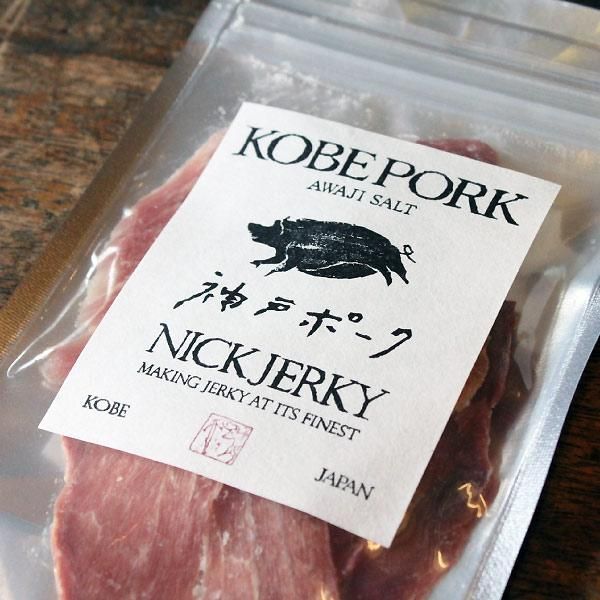 KOBE PORK
AWAJI SALT
神戸ポーク
NICK JERKY
MAKING JERKY AT ITS FINEST
KOBE
JAPAN